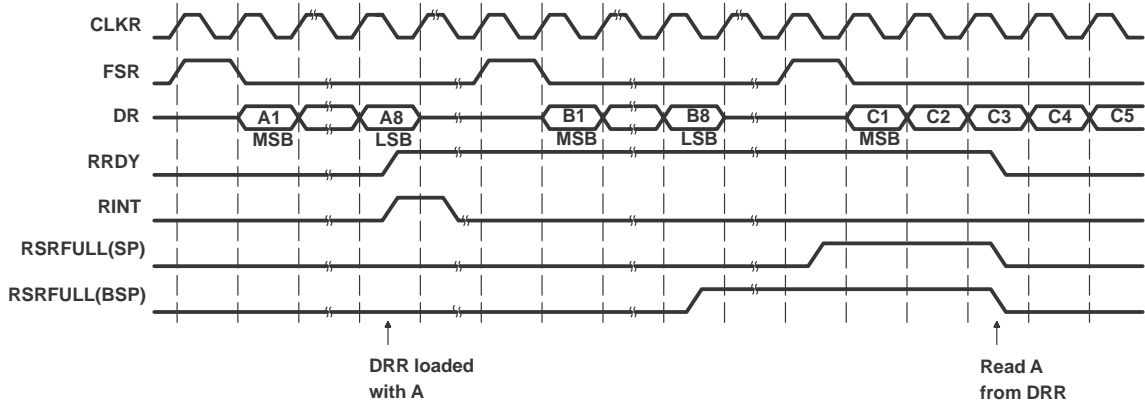 CLKR
FSR
DR A1 A8 B1 B8 C1 C2 C3 C4 C5
MSB LSB MSB LSB MSB
RRDY
RINT
RSRFULL(SP)
RSRFULL(BSP)
DRR loaded
with A
Read A
from DRR